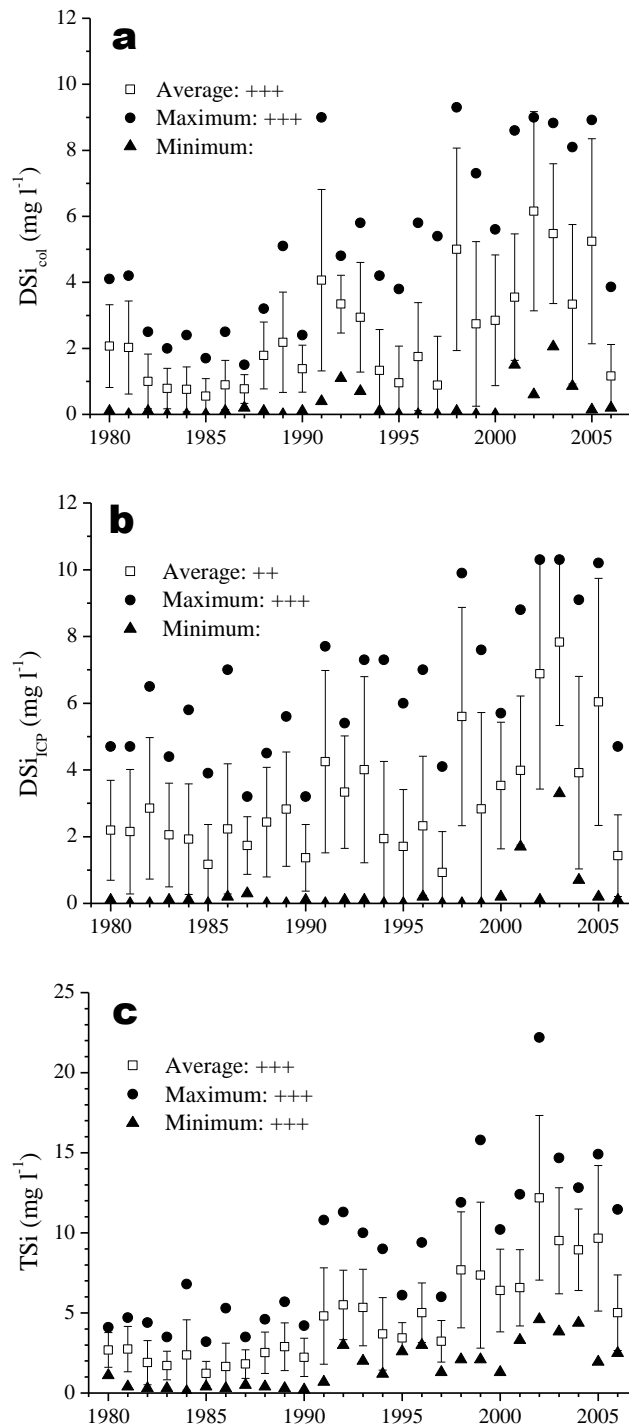 a
12
10
8
6
4
2
0
DSi_col (mg l⁻¹)
Average: +++
Maximum: +++
Minimum:
1980 1985 1990 1995 2000 2005
b
12
10
8
6
4
2
0
DSi_ICP (mg l⁻¹)
Average: ++
Maximum: +++
Minimum:
1980 1985 1990 1995 2000 2005
c
25
20
15
10
5
0
TSi (mg l⁻¹)
Average: +++
Maximum: +++
Minimum: +++
1980 1985 1990 1995 2000 2005